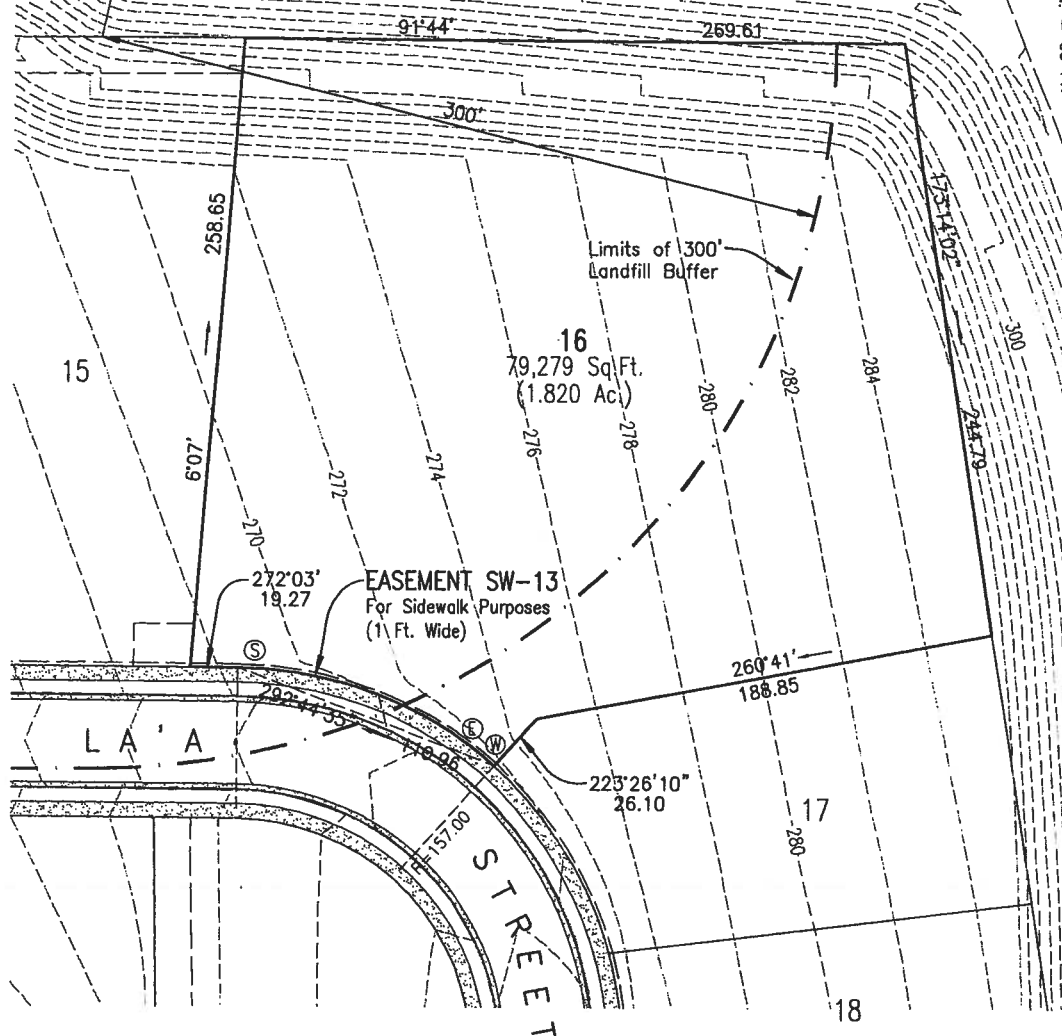 91°44'
269.61
300'
258.65
173°14'02"
Limits of 300'
Landfill Buffer
16
79,279 Sq.Ft.
(1.820 Ac.)
15
300
284
282
280
278
276
274
272
270
244.79
6°07'
272°03'
19.27
EASEMENT SW-13
For Sidewalk Purposes
(1 Ft. Wide)
S
260°41'
188.85
292°44'35"
110.96
E
W
LA'A
223°26'10"
26.10
17
R=157.00
280
STREET
18